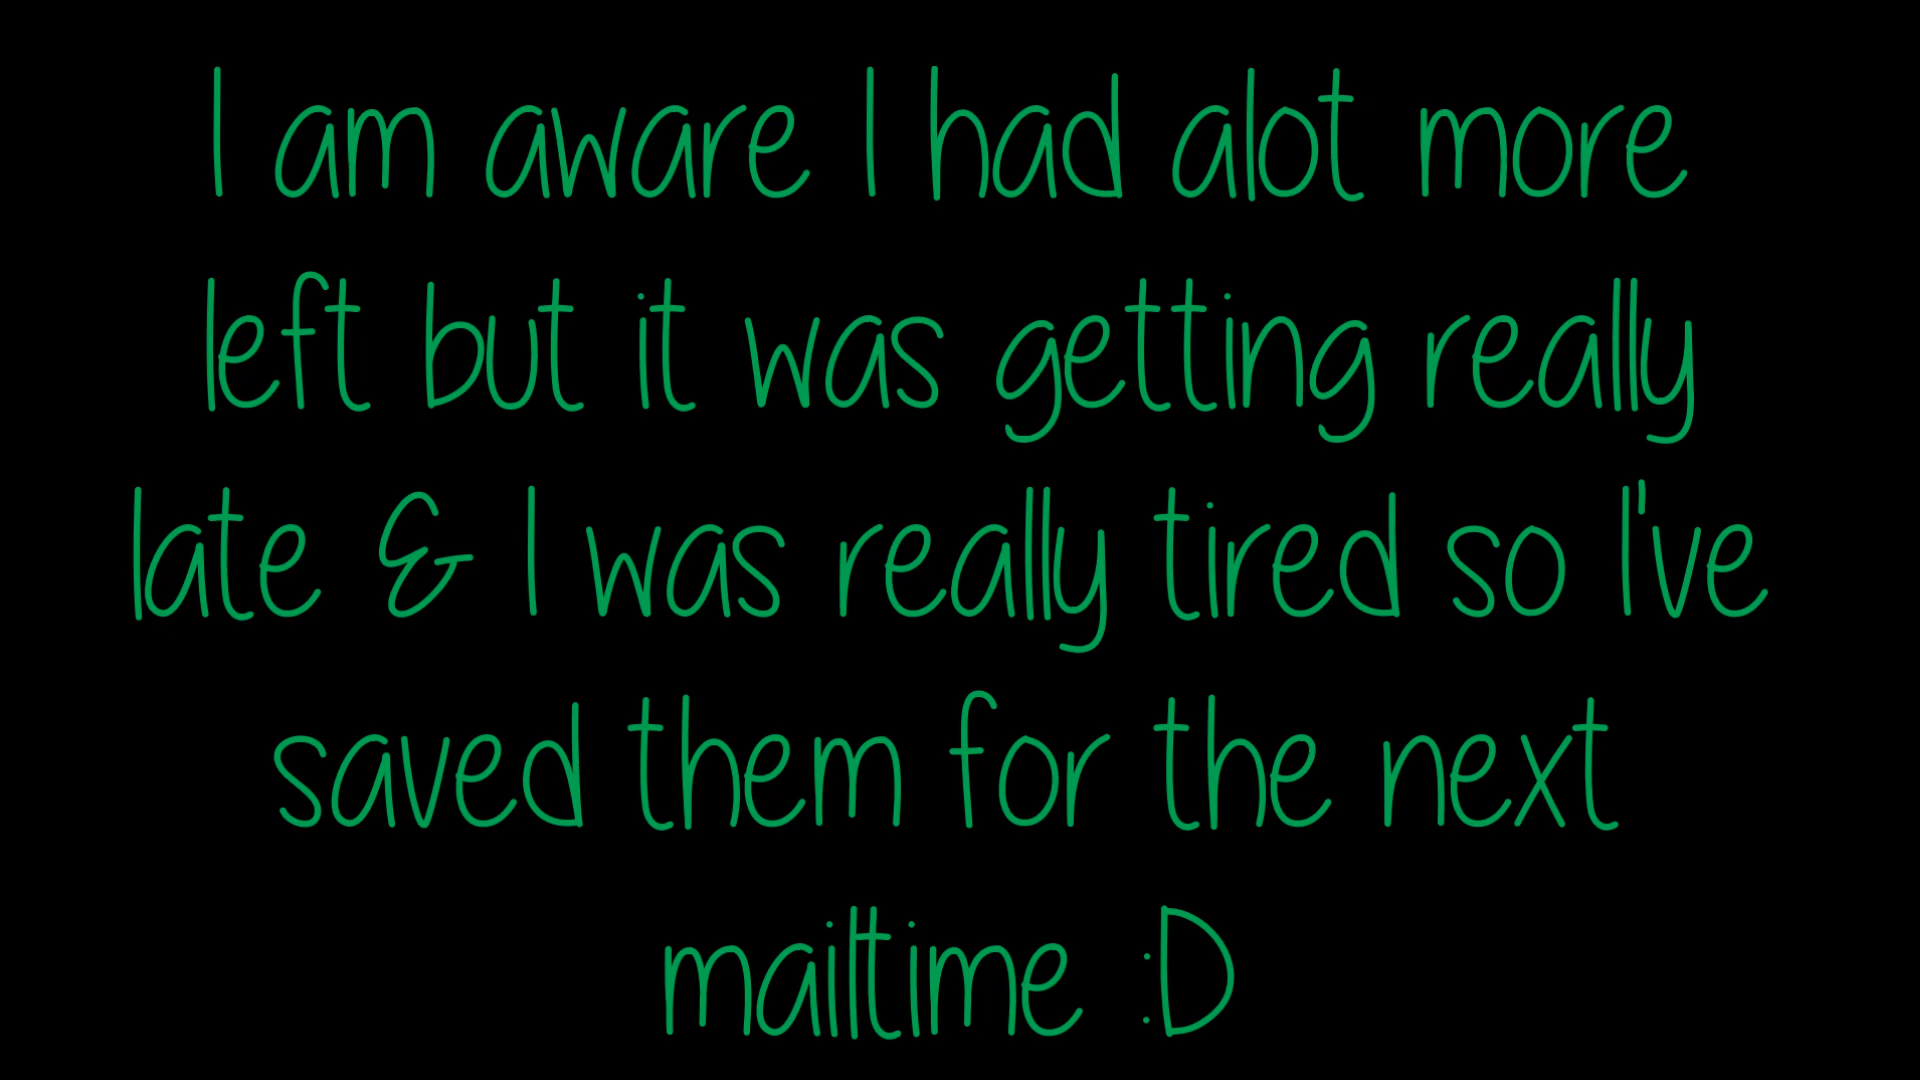 I am aware I had alot more
left but it was getting really
late & I was really tired so I've
saved them for the next
mailtime :D